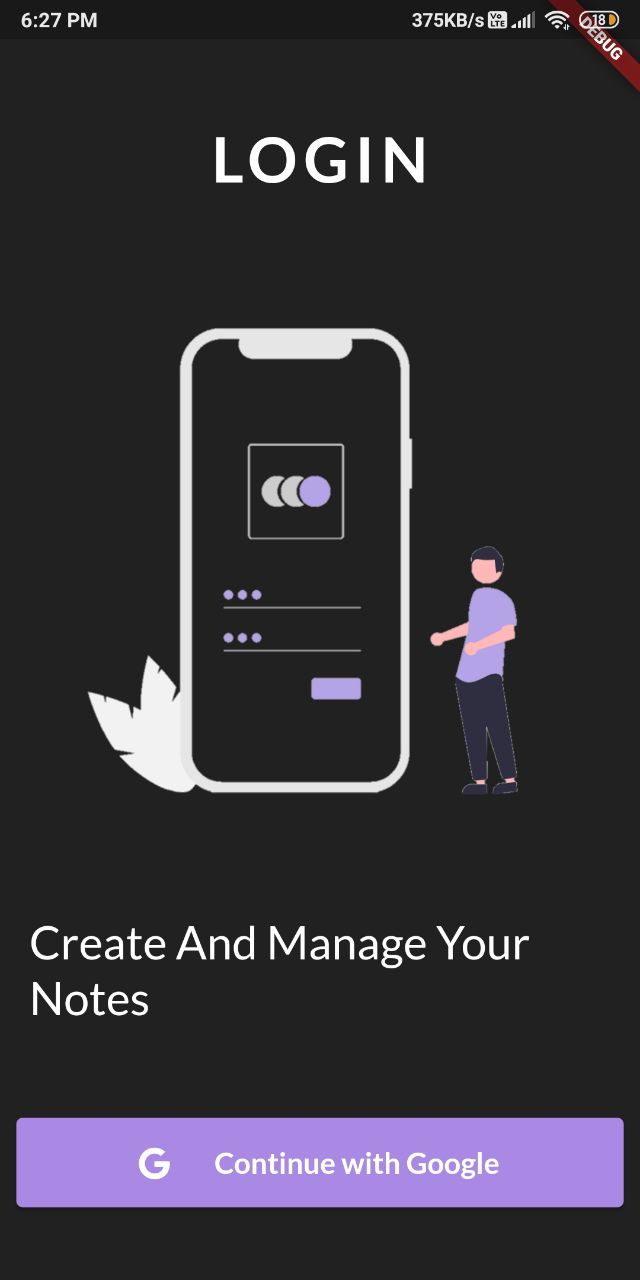 6:27 PM 375KB/s Vo LTE 18
DEBUG
LOGIN
Create And Manage Your
Notes
G Continue with Google